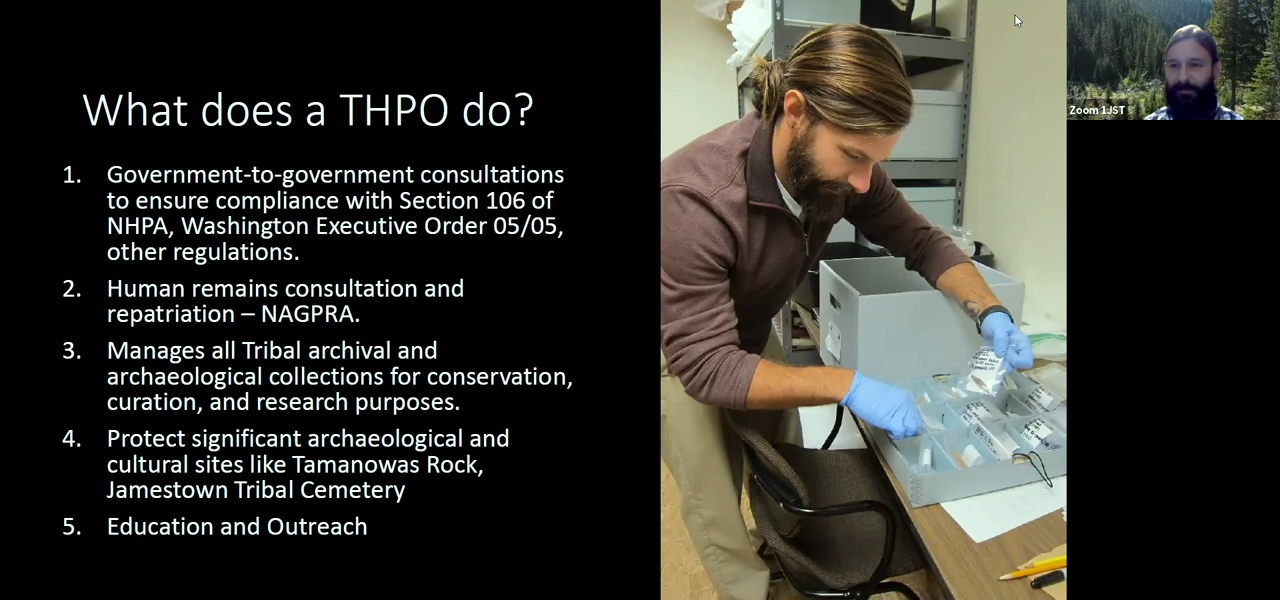 What does a THPO do?
1. Government-to-government consultations
to ensure compliance with Section 106 of
NHPA, Washington Executive Order 05/05,
other regulations.
2. Human remains consultation and
repatriation – NAGPRA.
3. Manages all Tribal archival and
archaeological collections for conservation,
curation, and research purposes.
4. Protect significant archaeological and
cultural sites like Tamanowas Rock,
Jamestown Tribal Cemetery
5. Education and Outreach
Zoom 1JST